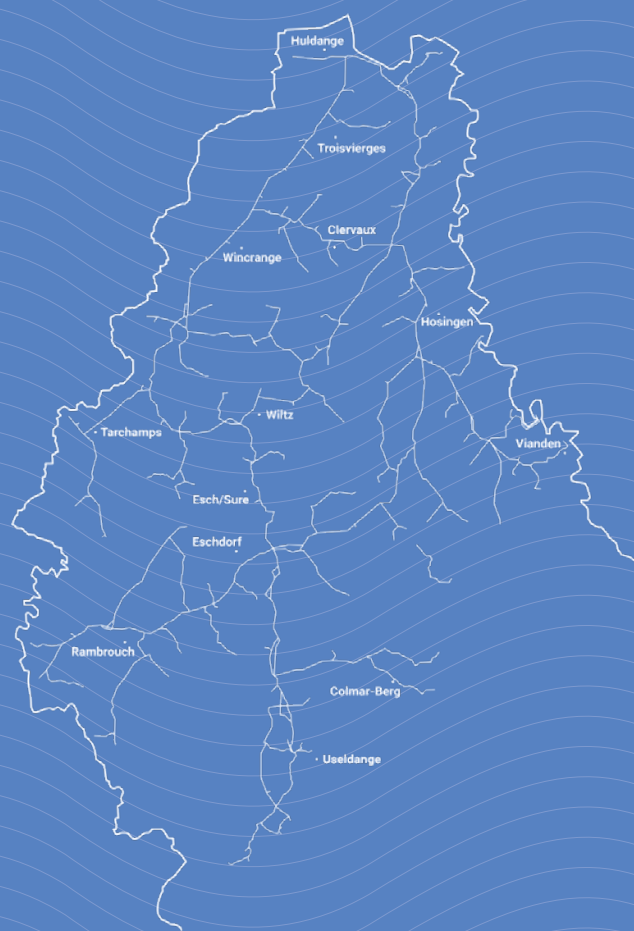 Huldange
Troisvierges
Clervaux
Wincrange
Hosingen
Wiltz
Tarchamps
Vianden
Esch/Sure
Eschdorf
Rambrouch
Colmar-Berg
Useldange